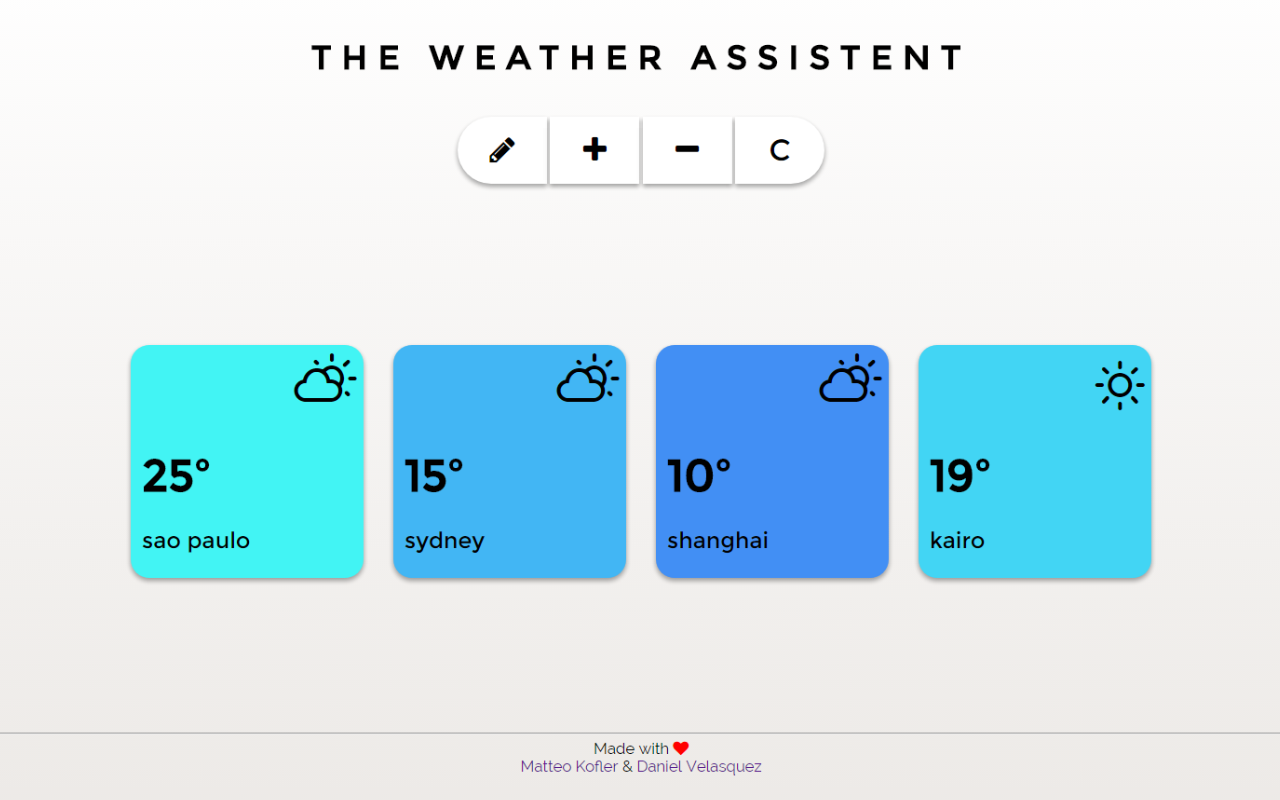 THE WEATHER ASSISTENT
C
25° 15° 10° 19°
sao paulo sydney shanghai kairo
Made with
Matteo Kofler & Daniel Velasquez